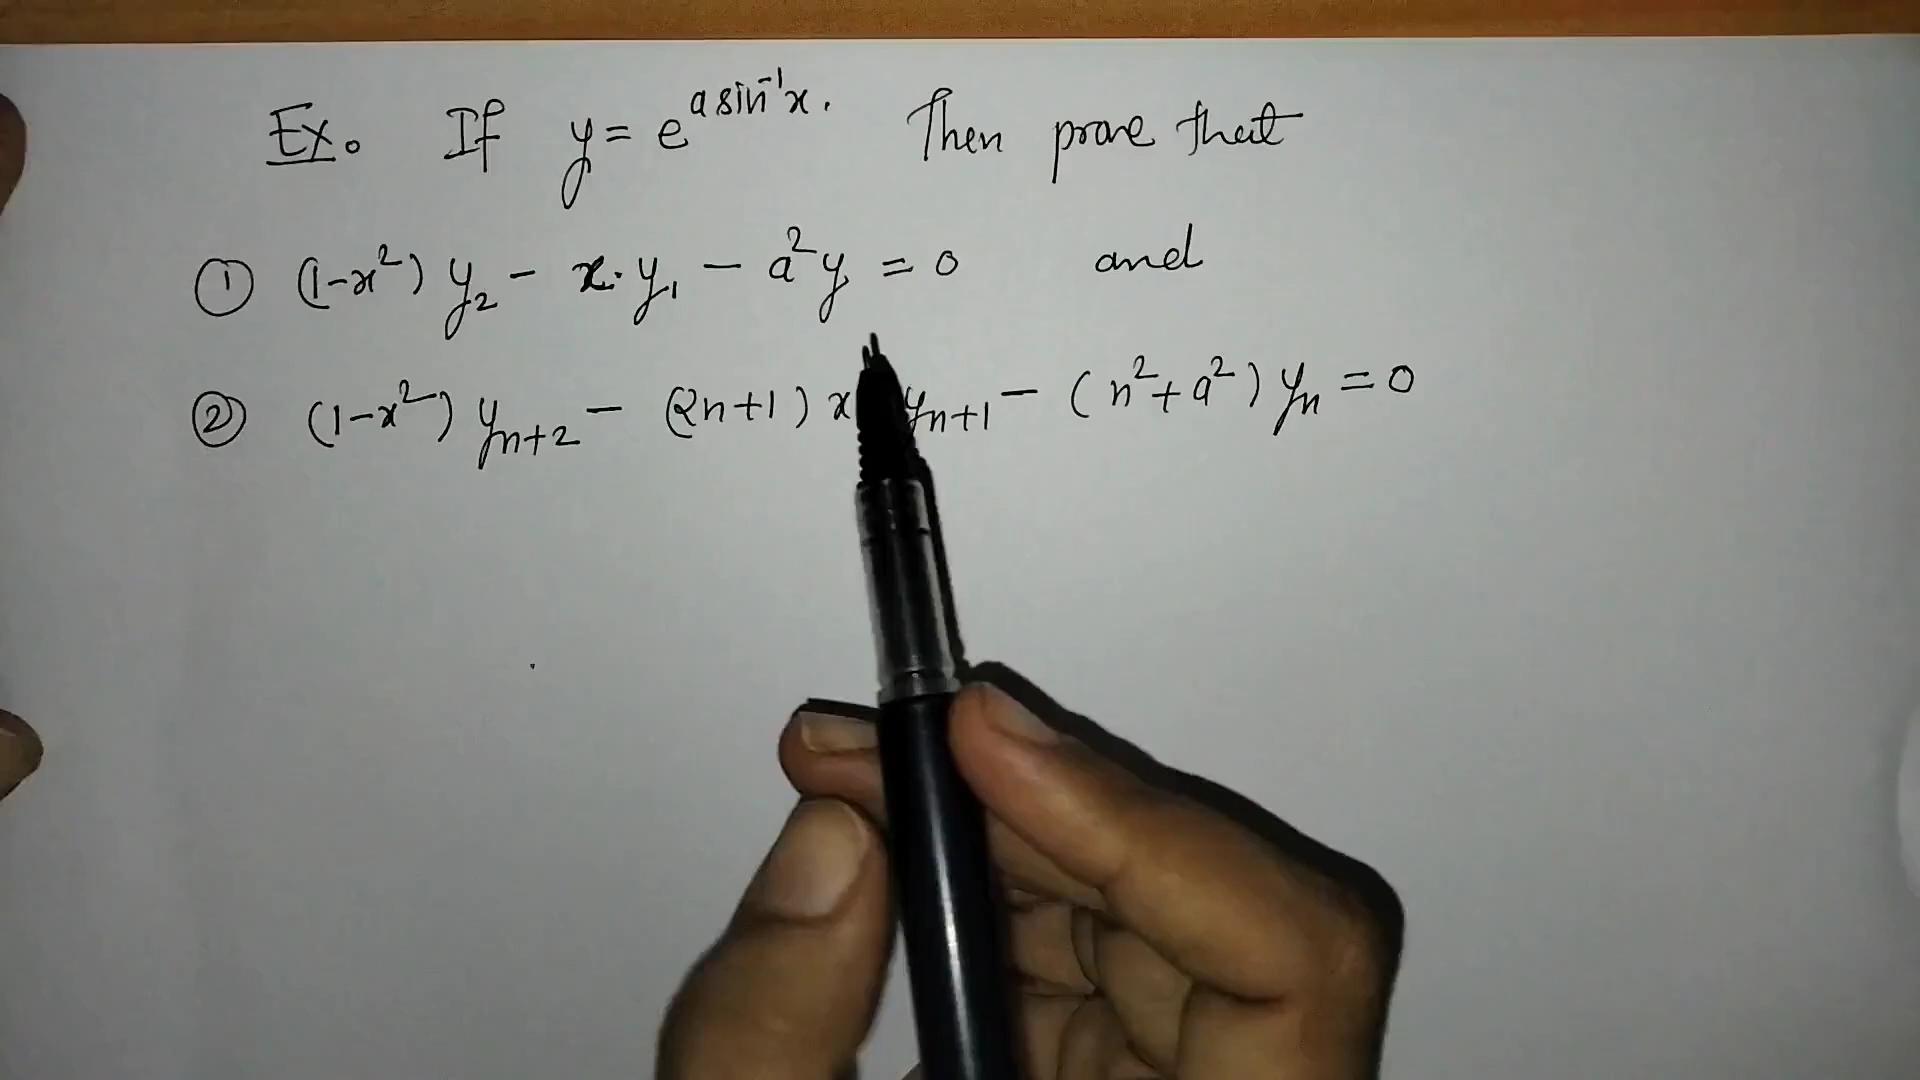 Ex. If y = e^{a sin⁻¹x}. Then prove that
① (1-x²) y₂ - x·y₁ - a²y = 0 and
② (1-x²) yₙ₊₂ - (2n+1) x yₙ₊₁ - (n²+a²) yₙ = 0